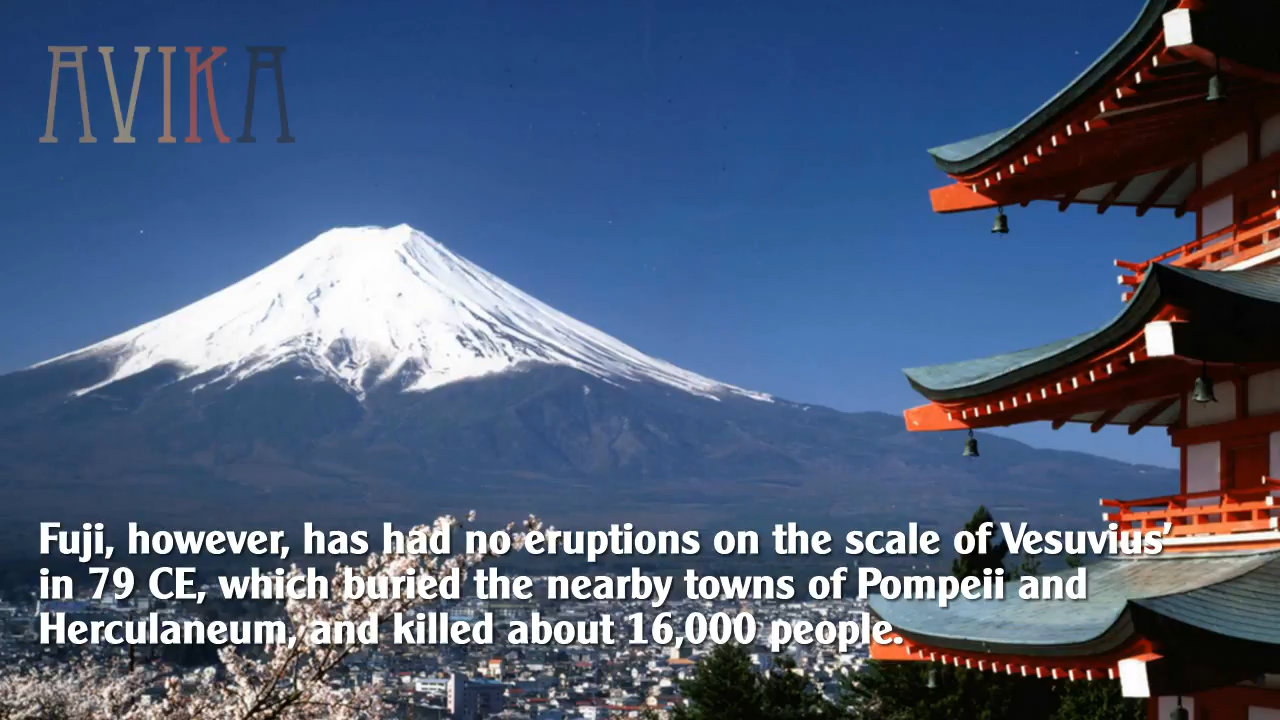 AVIKA
Fuji, however, has had no eruptions on the scale of Vesuvius’
in 79 CE, which buried the nearby towns of Pompeii and
Herculaneum, and killed about 16,000 people.